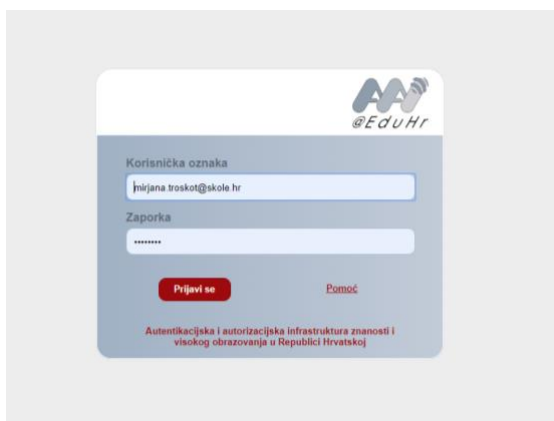 @EduHr
Korisnička oznaka
mirjana.troskot@skole.hr
Zaporka
••••••••
Prijavi se
Pomoć
Autentikacijska i autorizacijska infrastruktura znanosti i
visokog obrazovanja u Republici Hrvatskoj